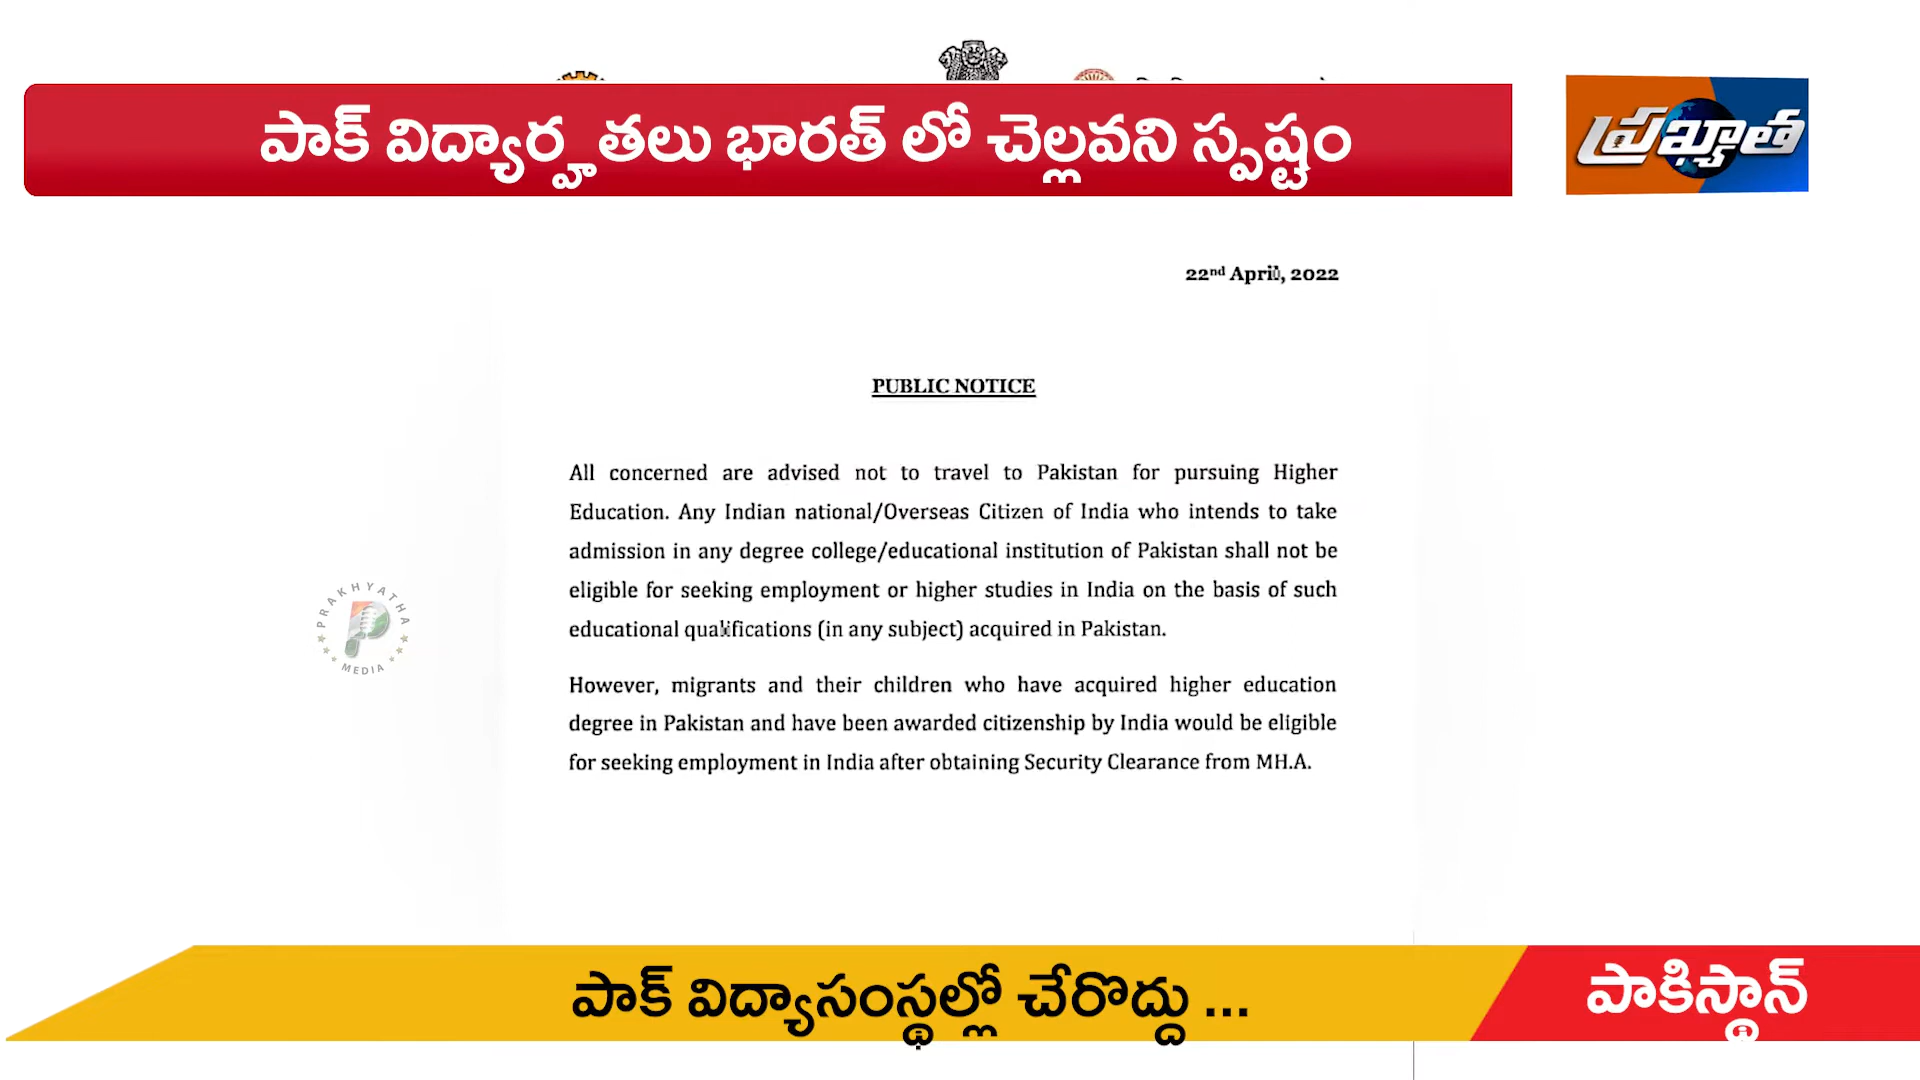 పాక్ విద్యార్హతలు భారత్ లో చెల్లవని స్పష్టం
ప్రఖ్యాత
22nd April, 2022
PUBLIC NOTICE
All concerned are advised not to travel to Pakistan for pursuing Higher
Education. Any Indian national/Overseas Citizen of India who intends to take
admission in any degree college/educational institution of Pakistan shall not be
eligible for seeking employment or higher studies in India on the basis of such
educational qualifications (in any subject) acquired in Pakistan.
However, migrants and their children who have acquired higher education
degree in Pakistan and have been awarded citizenship by India would be eligible
for seeking employment in India after obtaining Security Clearance from MH.A.
PRAKHYATHA
MEDIA
పాక్ విద్యాసంస్థల్లో చేరొద్దు ...
పాకిస్థాన్